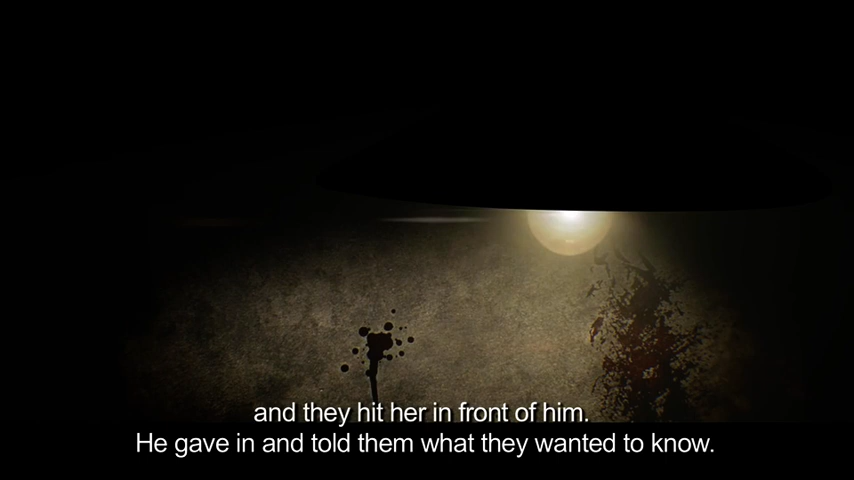 and they hit her in front of him.
He gave in and told them what they wanted to know.